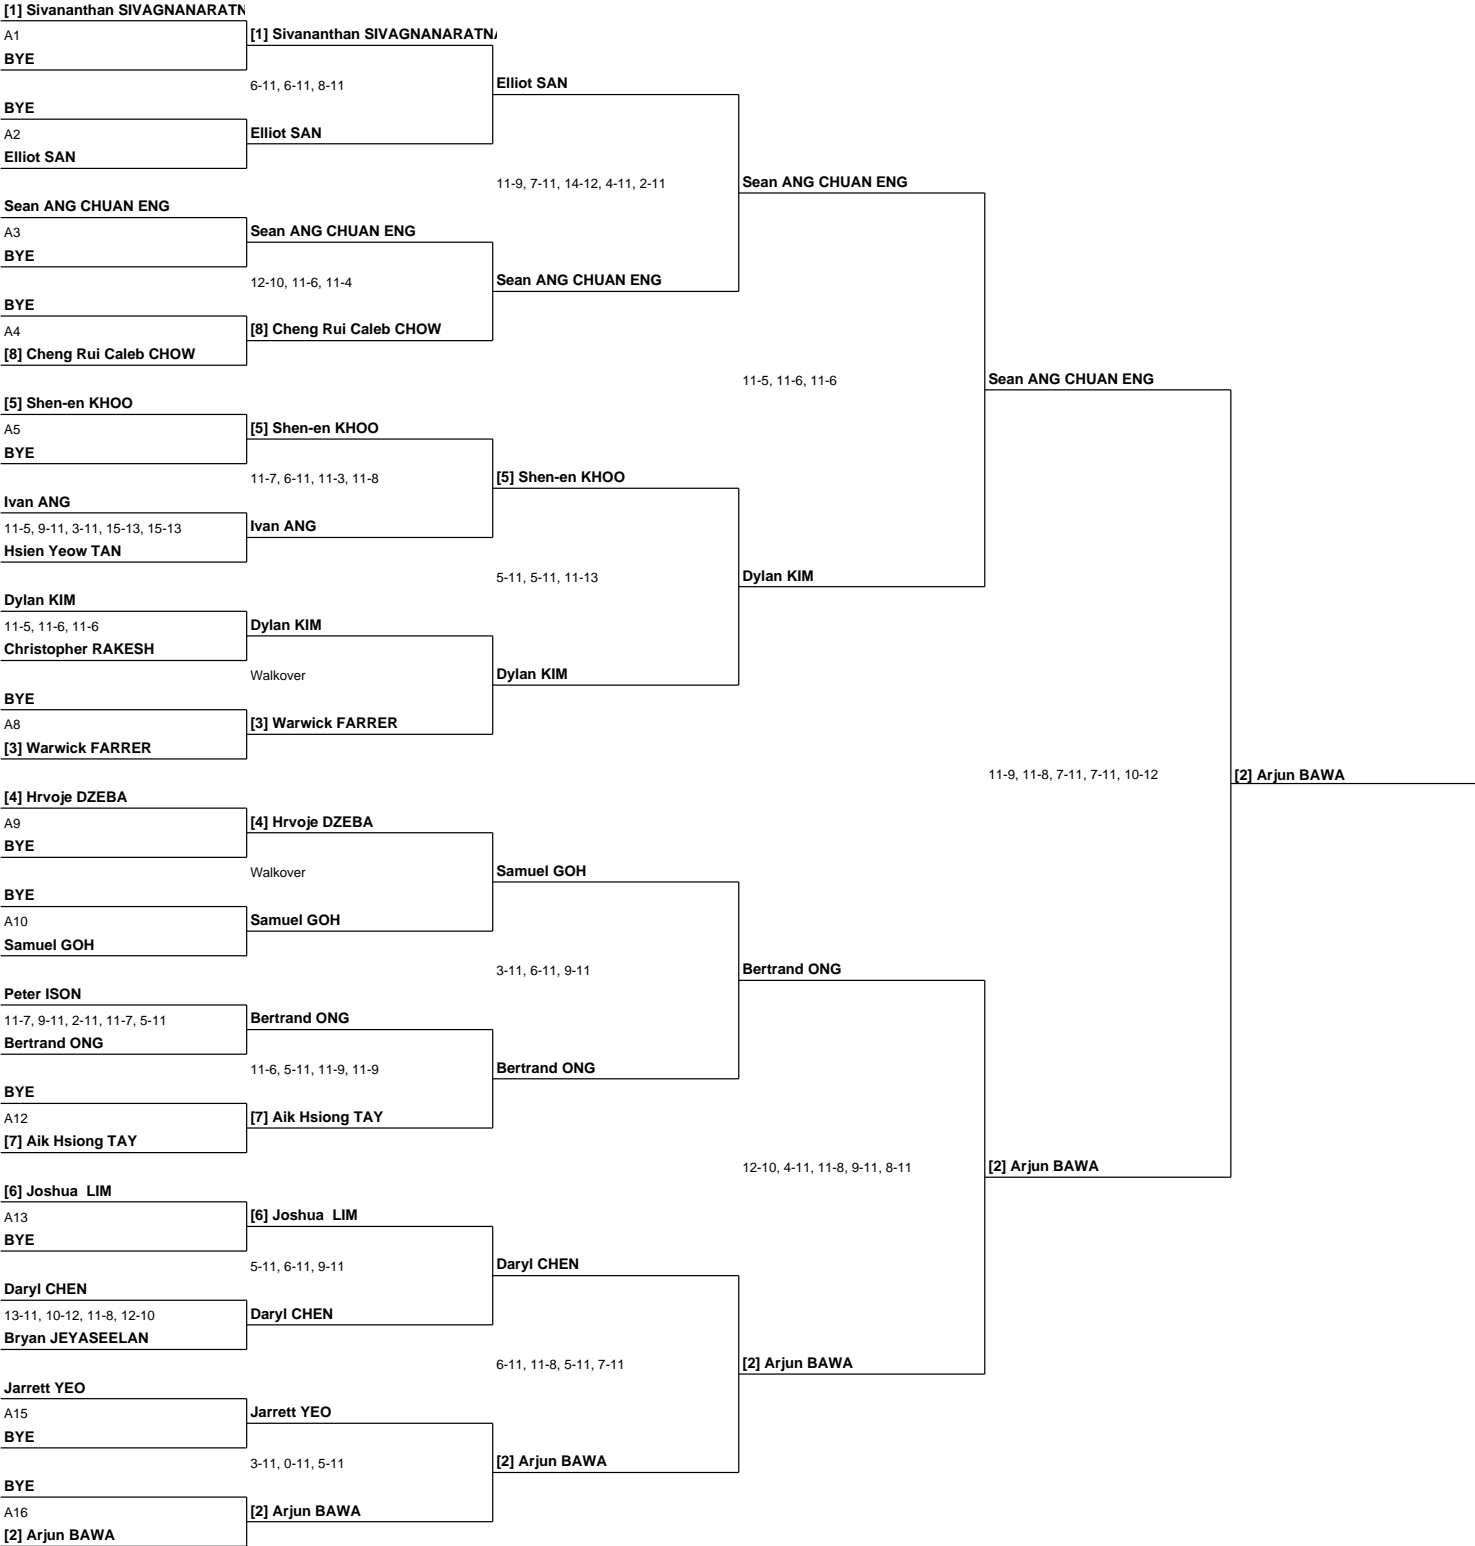 [1] Sivananthan SIVAGNANARATN
A1
BYE
BYE
A2
Elliot SAN
Sean ANG CHUAN ENG
A3
BYE
BYE
A4
[8] Cheng Rui Caleb CHOW
[5] Shen-en KHOO
A5
BYE
Ivan ANG
11-5, 9-11, 3-11, 15-13, 15-13
Hsien Yeow TAN
Dylan KIM
11-5, 11-6, 11-6
Christopher RAKESH
BYE
A8
[3] Warwick FARRER
[4] Hrvoje DZEBA
A9
BYE
BYE
A10
Samuel GOH
Peter ISON
11-7, 9-11, 2-11, 11-7, 5-11
Bertrand ONG
BYE
A12
[7] Aik Hsiong TAY
[6] Joshua  LIM
A13
BYE
Daryl CHEN
13-11, 10-12, 11-8, 12-10
Bryan JEYASEELAN
Jarrett YEO
A15
BYE
BYE
A16
[2] Arjun BAWA
[1] Sivananthan SIVAGNANARATNA
6-11, 6-11, 8-11
Elliot SAN
Sean ANG CHUAN ENG
12-10, 11-6, 11-4
[8] Cheng Rui Caleb CHOW
[5] Shen-en KHOO
11-7, 6-11, 11-3, 11-8
Ivan ANG
Dylan KIM
Walkover
[3] Warwick FARRER
[4] Hrvoje DZEBA
Walkover
Samuel GOH
Bertrand ONG
11-6, 5-11, 11-9, 11-9
[7] Aik Hsiong TAY
[6] Joshua  LIM
5-11, 6-11, 9-11
Daryl CHEN
Jarrett YEO
3-11, 0-11, 5-11
[2] Arjun BAWA
Elliot SAN
11-9, 7-11, 14-12, 4-11, 2-11
Sean ANG CHUAN ENG
[5] Shen-en KHOO
5-11, 5-11, 11-13
Dylan KIM
Samuel GOH
3-11, 6-11, 9-11
Bertrand ONG
Daryl CHEN
6-11, 11-8, 5-11, 7-11
[2] Arjun BAWA
Sean ANG CHUAN ENG
11-5, 11-6, 11-6
Dylan KIM
Bertrand ONG
12-10, 4-11, 11-8, 9-11, 8-11
[2] Arjun BAWA
Sean ANG CHUAN ENG
11-9, 11-8, 7-11, 7-11, 10-12
[2] Arjun BAWA
[2] Arjun BAWA